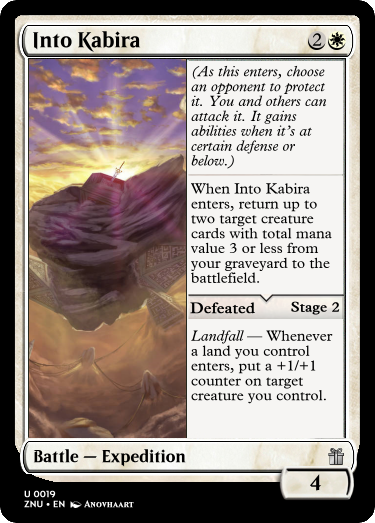 Into Kabira
2
(As this enters, choose
an opponent to protect
it. You and others can
attack it. It gains
abilities when it's at
certain defense or
below.)
When Into Kabira
enters, return up to
two target creature
cards with total mana
value 3 or less from
your graveyard to the
battlefield.
Defeated Stage 2
Landfall — Whenever
a land you control
enters, put a +1/+1
counter on target
creature you control.
Battle — Expedition
4
U 0019
ZNU • EN Anovhaart